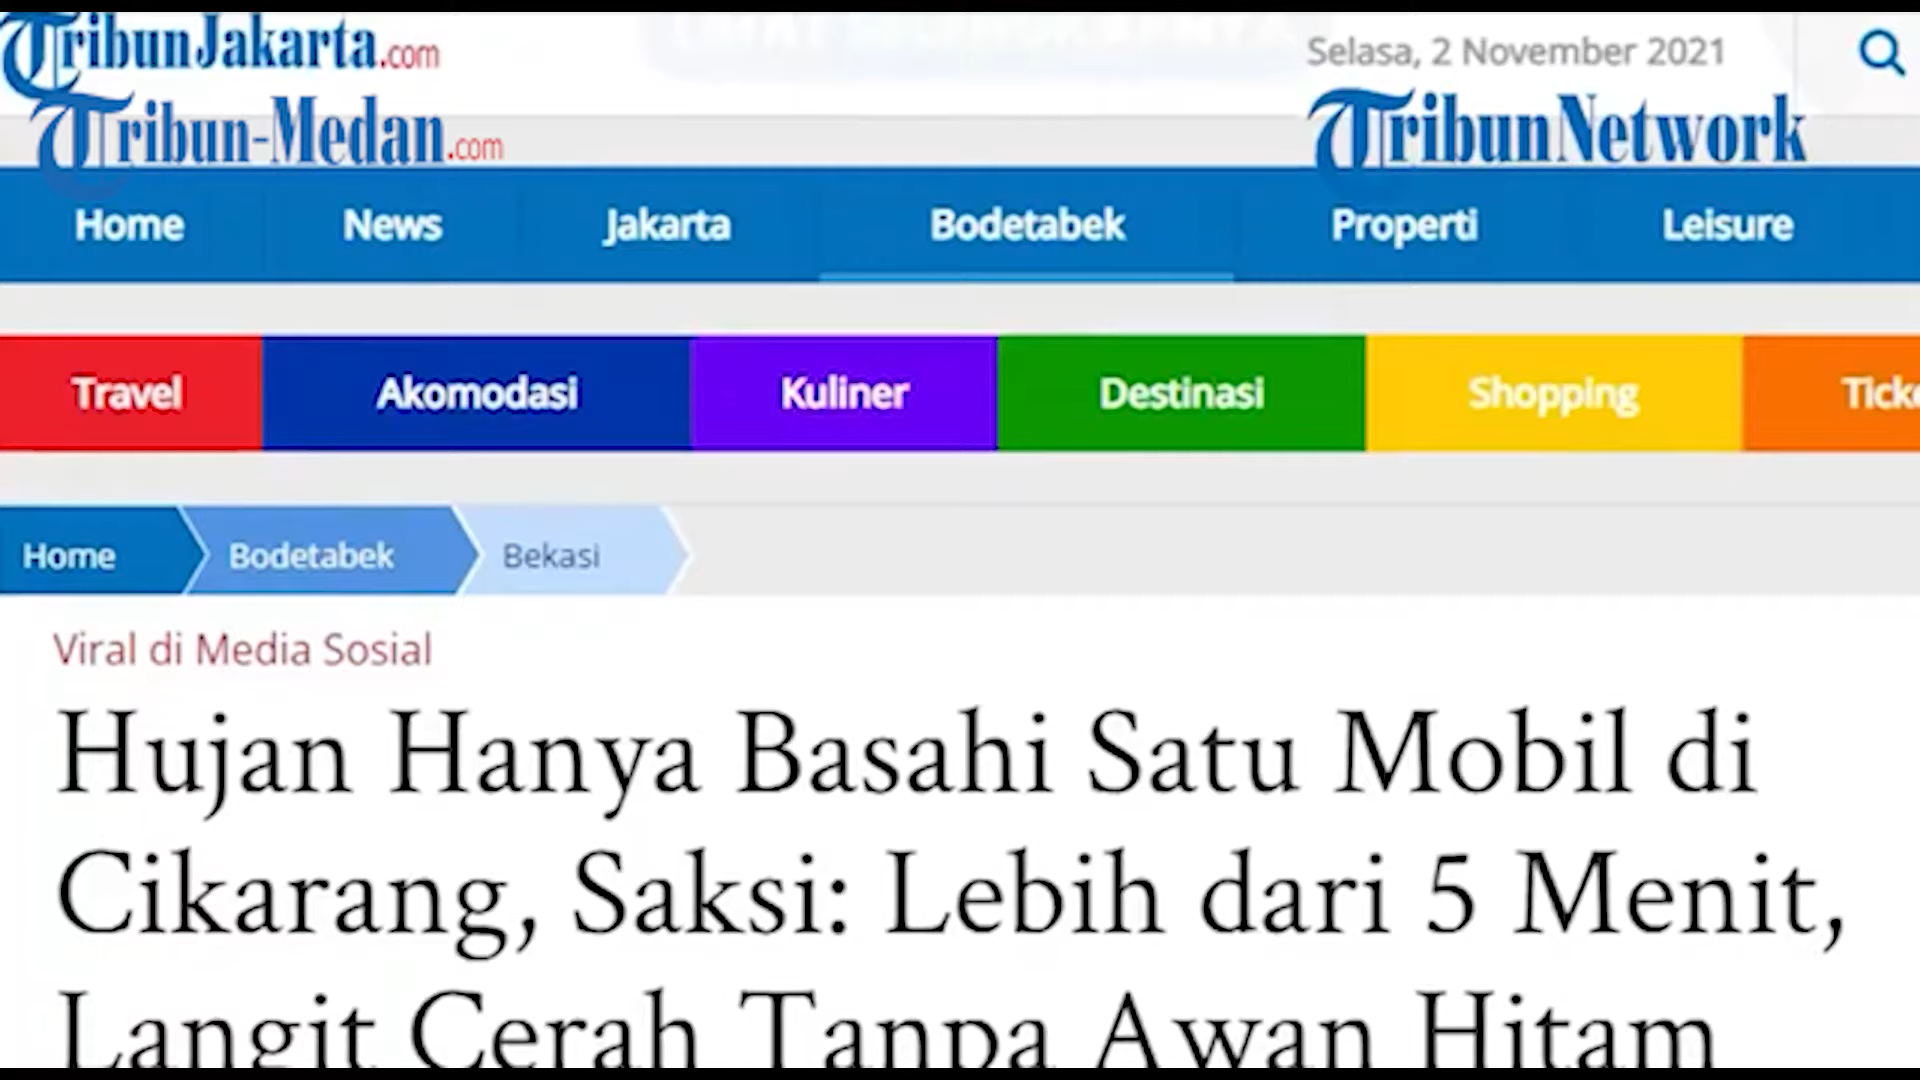 TribunJakarta.com
Selasa, 2 November 2021
Tribun-Medan.com
TribunNetwork
Home News Jakarta Bodetabek Properti Leisure
Travel Akomodasi Kuliner Destinasi Shopping
Home Bodetabek Bekasi
Viral di Media Sosial
Hujan Hanya Basahi Satu Mobil di
Cikarang, Saksi: Lebih dari 5 Menit,
Langit Cerah Tanpa Awan Hitam